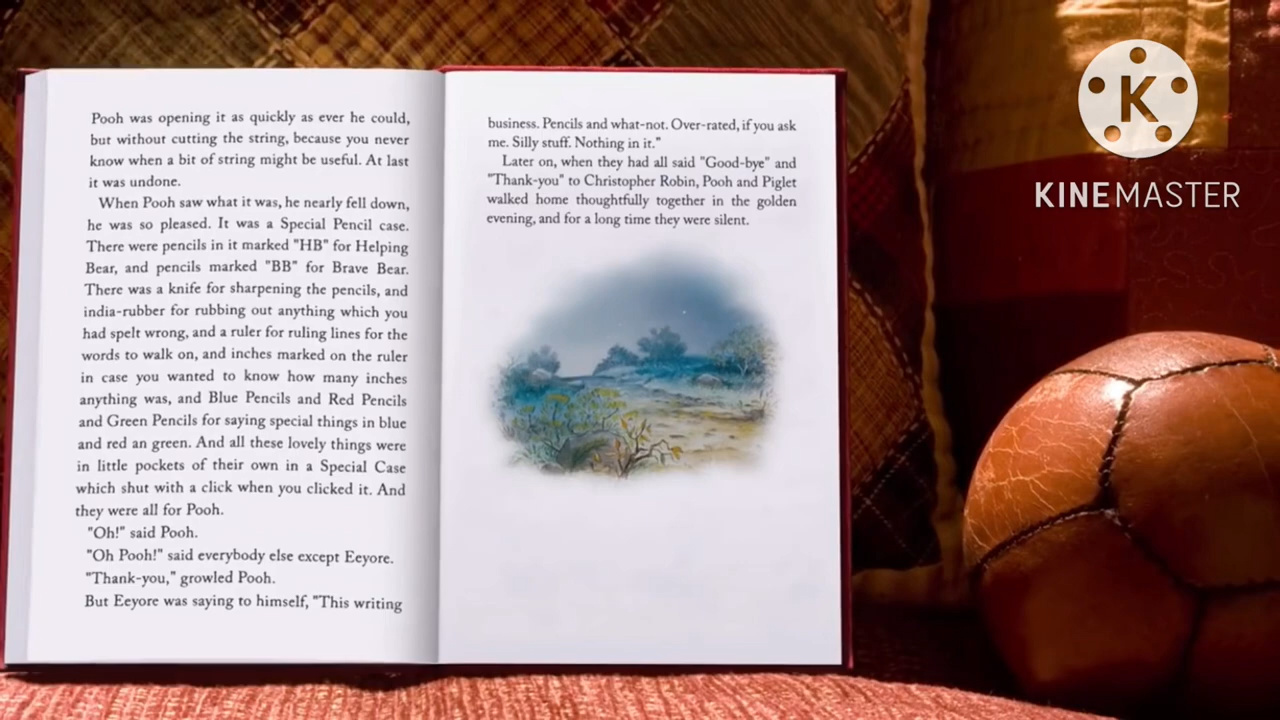 Pooh was opening it as quickly as ever he could,
but without cutting the string, because you never
know when a bit of string might be useful. At last
it was undone.
When Pooh saw what it was, he nearly fell down,
he was so pleased. It was a Special Pencil case.
There were pencils in it marked "HB" for Helping
Bear, and pencils marked "BB" for Brave Bear.
There was a knife for sharpening the pencils, and
india-rubber for rubbing out anything which you
had spelt wrong, and a ruler for ruling lines for the
words to walk on, and inches marked on the ruler
in case you wanted to know how many inches
anything was, and Blue Pencils and Red Pencils
and Green Pencils for saying special things in blue
and red an green. And all these lovely things were
in little pockets of their own in a Special Case
which shut with a click when you clicked it. And
they were all for Pooh.
"Oh!" said Pooh.
"Oh Pooh!" said everybody else except Eeyore.
"Thank-you," growled Pooh.
But Eeyore was saying to himself, "This writing
business. Pencils and what-not. Over-rated, if you ask
me. Silly stuff. Nothing in it."
Later on, when they had all said "Good-bye" and
"Thank-you" to Christopher Robin, Pooh and Piglet
walked home thoughtfully together in the golden
evening, and for a long time they were silent.
K
KINEMASTER